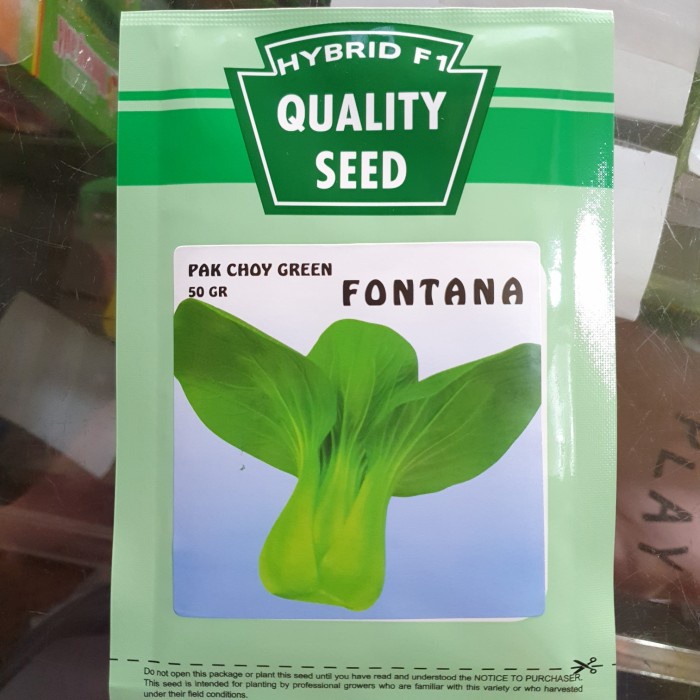 HYBRID F1
QUALITY
SEED
PAK CHOY GREEN
50 GR
FONTANA
PLAY
Do not open this package or plant this seed until you have read and understood the NOTICE TO PURCHASER.
This seed is intended for planting by professional growers who are familiar with this variety or who harvested
under their field conditions.